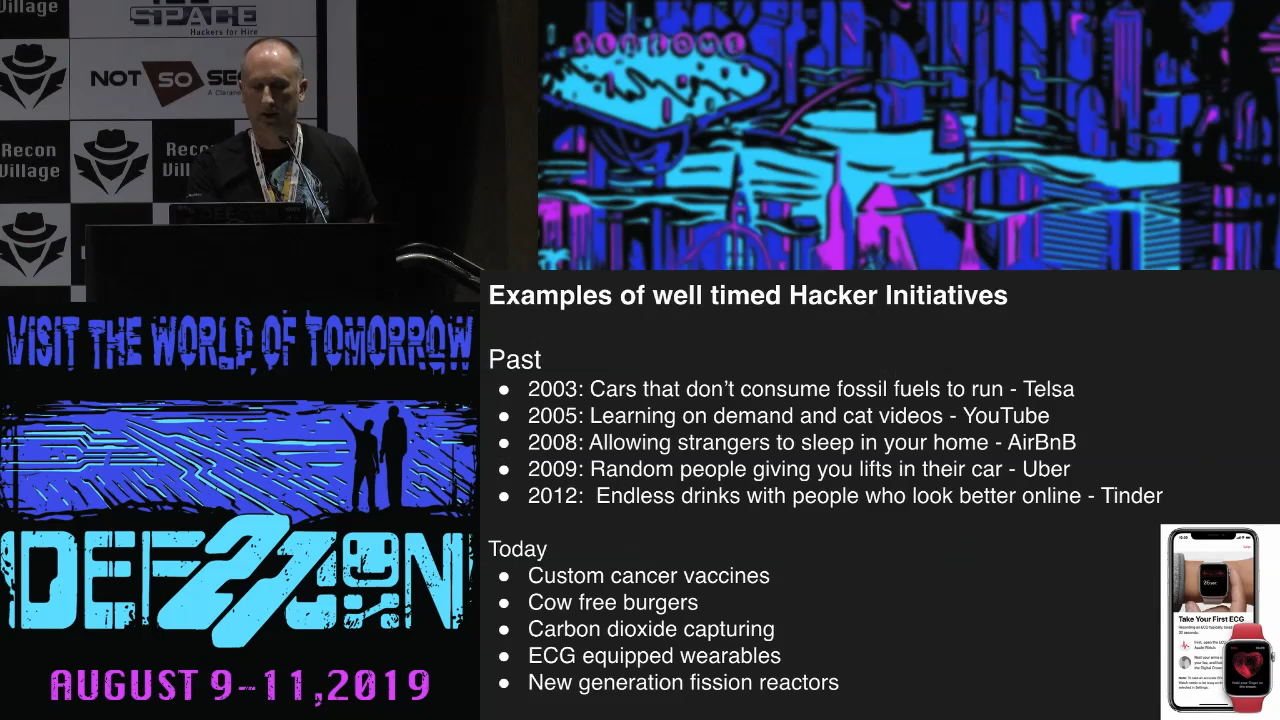 Village
SPACE
Hackers for Hire
NOT SO SE
A Claran
Recon
Village
Recon
Vil
WELCOME
VISIT THE WORLD OF TOMORROW
DEF 27 CON
AUGUST 9-11,2019
Examples of well timed Hacker Initiatives
Past
● 2003: Cars that don’t consume fossil fuels to run - Telsa
● 2005: Learning on demand and cat videos - YouTube
● 2008: Allowing strangers to sleep in your home - AirBnB
● 2009: Random people giving you lifts in their car - Uber
● 2012: Endless drinks with people who look better online - Tinder
Today
● Custom cancer vaccines
● Cow free burgers
● Carbon dioxide capturing
● ECG equipped wearables
● New generation fission reactors
Take Your First ECG